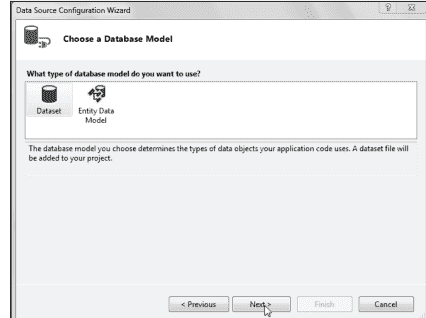 Data Source Configuration Wizard
Choose a Database Model
What type of database model do you want to use?
Dataset
Entity Data
Model
The database model you choose determines the types of data objects your application code uses. A dataset file will
be added to your project.
< Previous
Next >
Finish
Cancel